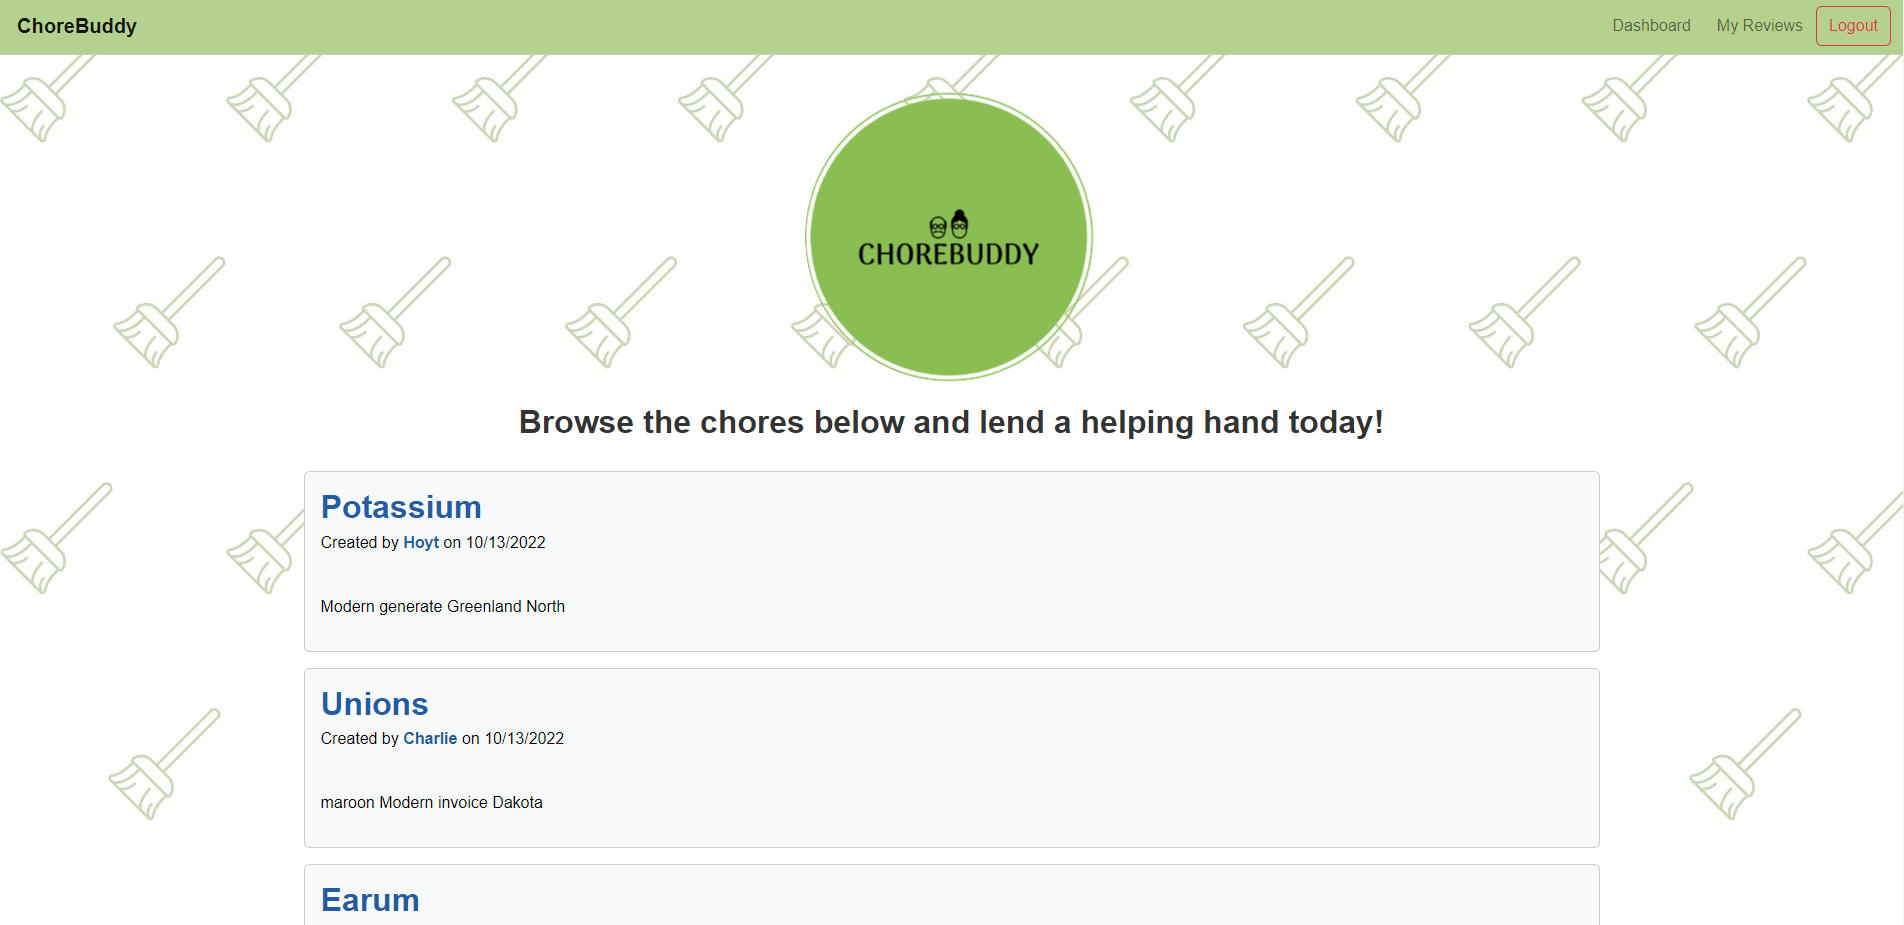 ChoreBuddy
Dashboard My Reviews Logout
CHOREBUDDY
Browse the chores below and lend a helping hand today!
Potassium
Created by Hoyt on 10/13/2022
Modern generate Greenland North
Unions
Created by Charlie on 10/13/2022
maroon Modern invoice Dakota
Earum